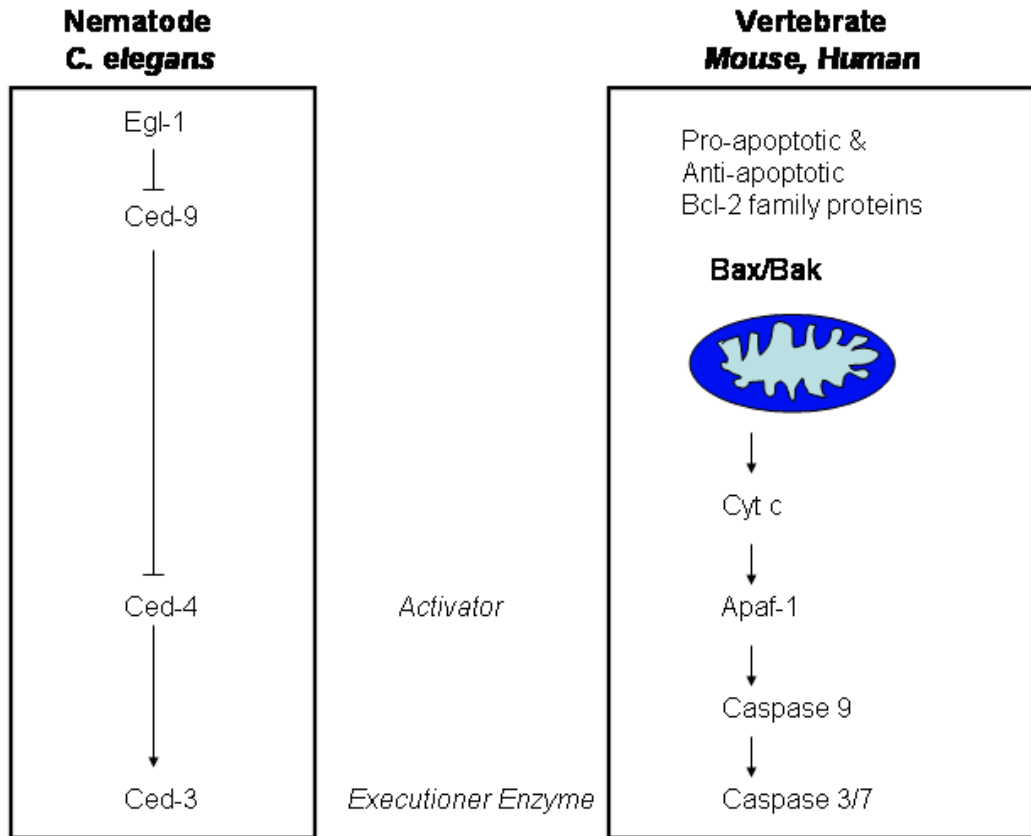 Nematode
C. elegans
Egl-1
Ced-9
Ced-4
Ced-3
Activator
Executioner Enzyme
Vertebrate
Mouse, Human
Pro-apoptotic &
Anti-apoptotic
Bcl-2 family proteins
Bax/Bak
Cyt c
Apaf-1
Caspase 9
Caspase 3/7